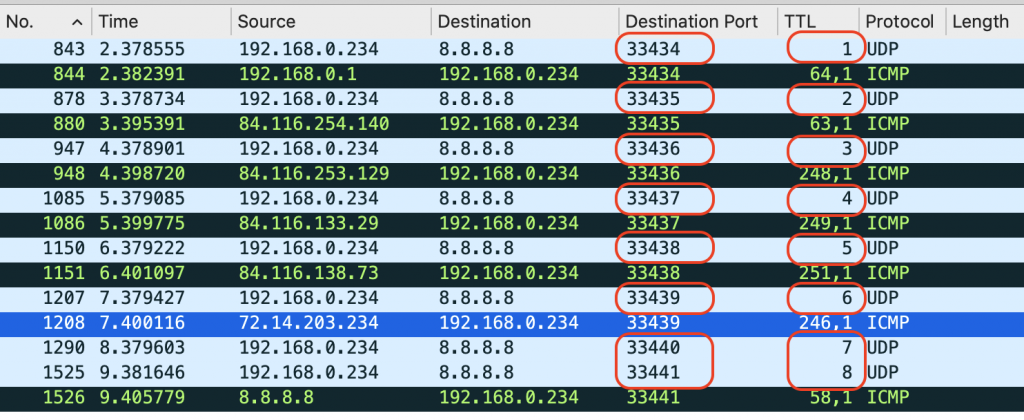 No. Time Source Destination Destination Port TTL Protocol Length
843 2.378555 192.168.0.234 8.8.8.8 33434 1 UDP
844 2.382391 192.168.0.1 192.168.0.234 33434 64,1 ICMP
878 3.378734 192.168.0.234 8.8.8.8 33435 2 UDP
880 3.395391 84.116.254.140 192.168.0.234 33435 63,1 ICMP
947 4.378901 192.168.0.234 8.8.8.8 33436 3 UDP
948 4.398720 84.116.253.129 192.168.0.234 33436 248,1 ICMP
1085 5.379085 192.168.0.234 8.8.8.8 33437 4 UDP
1086 5.399775 84.116.133.29 192.168.0.234 33437 249,1 ICMP
1150 6.379222 192.168.0.234 8.8.8.8 33438 5 UDP
1151 6.401097 84.116.138.73 192.168.0.234 33438 251,1 ICMP
1207 7.379427 192.168.0.234 8.8.8.8 33439 6 UDP
1208 7.400116 72.14.203.234 192.168.0.234 33439 246,1 ICMP
1290 8.379603 192.168.0.234 8.8.8.8 33440 7 UDP
1525 9.381646 192.168.0.234 8.8.8.8 33441 8 UDP
1526 9.405779 8.8.8.8 192.168.0.234 33441 58,1 ICMP